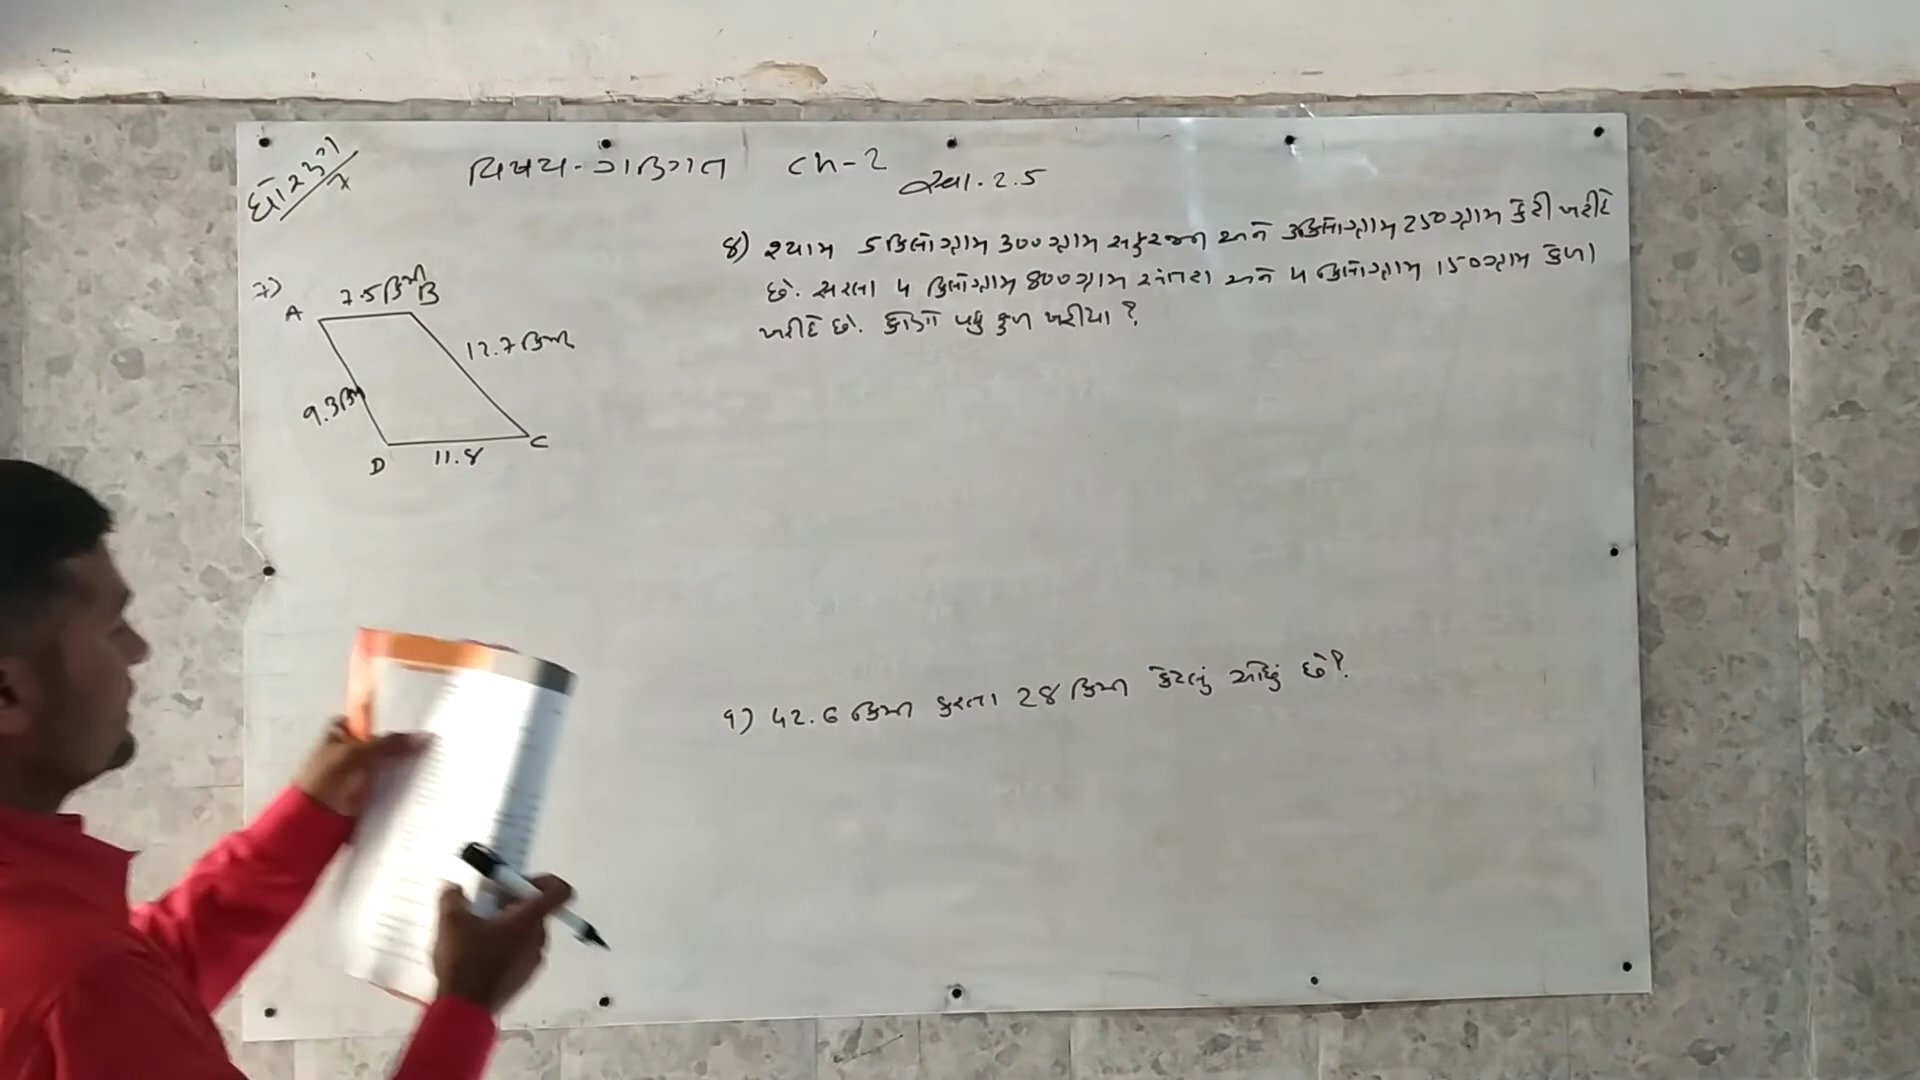 ધોરણ
7
વિષય - ગણિત Ch-2 સ્વા. 2.5
7)
A 7.5 કિમી B
12.7 કિમી
9.3 કિમી
D 11.8 C
8) શ્યામ 5 કિલોગ્રામ 300 ગ્રામ સફરજન અને 3 કિલોગ્રામ 250 ગ્રામ કેરી ખરીદે
છે. સરલા 4 કિલોગ્રામ 800 ગ્રામ સંતરા અને 4 કિલોગ્રામ 150 ગ્રામ કેળા
ખરીદે છે. કોણે વધુ ફળ ખરીદ્યા ?
9) 42.6 કિમી કરતા 28 કિમી કેટલું ઓછું છે ?